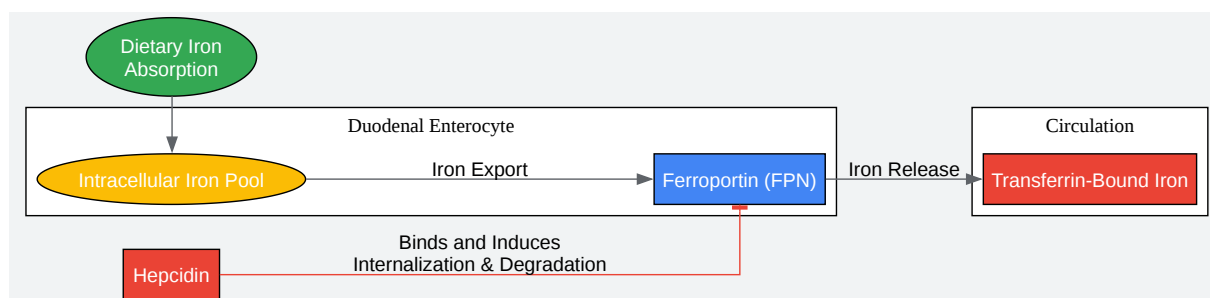 Dietary Iron
Absorption
Duodenal Enterocyte
Circulation
Intracellular Iron Pool
Iron Export
Ferroportin (FPN)
Iron Release
Transferrin-Bound Iron
Binds and Induces
Internalization & Degradation
Hepcidin